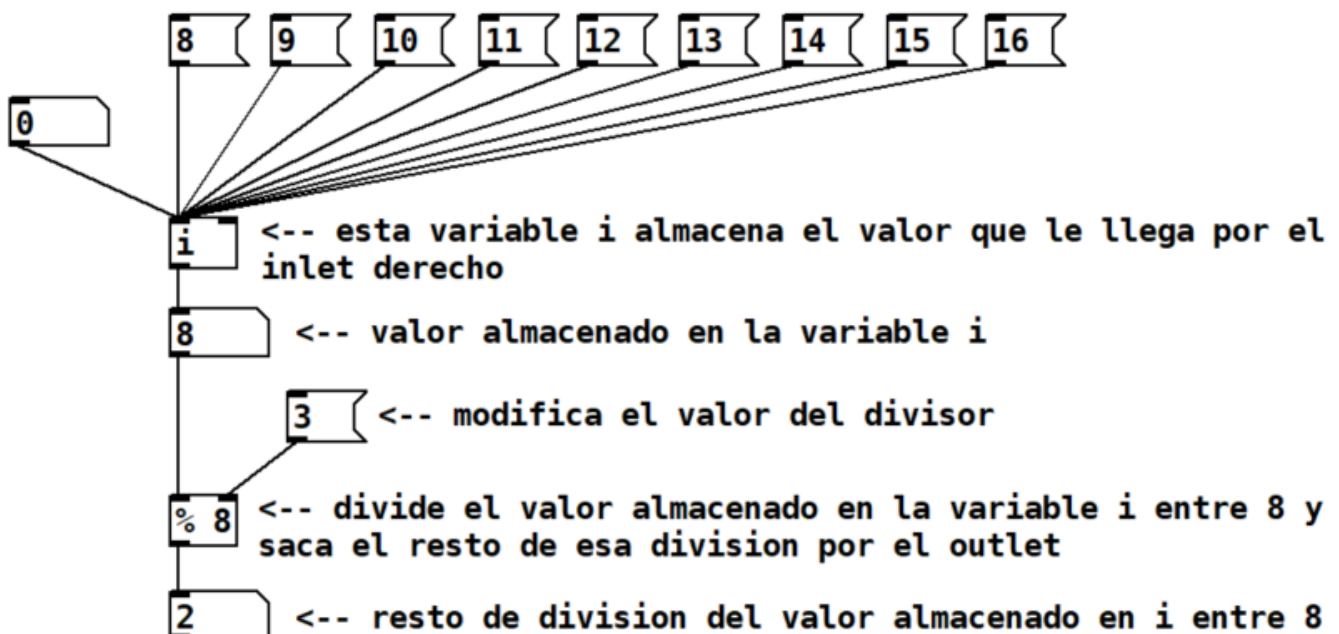 8 9 10 11 12 13 14 15 16
0
i <-- esta variable i almacena el valor que le llega por el
inlet derecho
8 <-- valor almacenado en la variable i
3 <-- modifica el valor del divisor
% 8 <-- divide el valor almacenado en la variable i entre 8 y
saca el resto de esa division por el outlet
2 <-- resto de division del valor almacenado en i entre 8